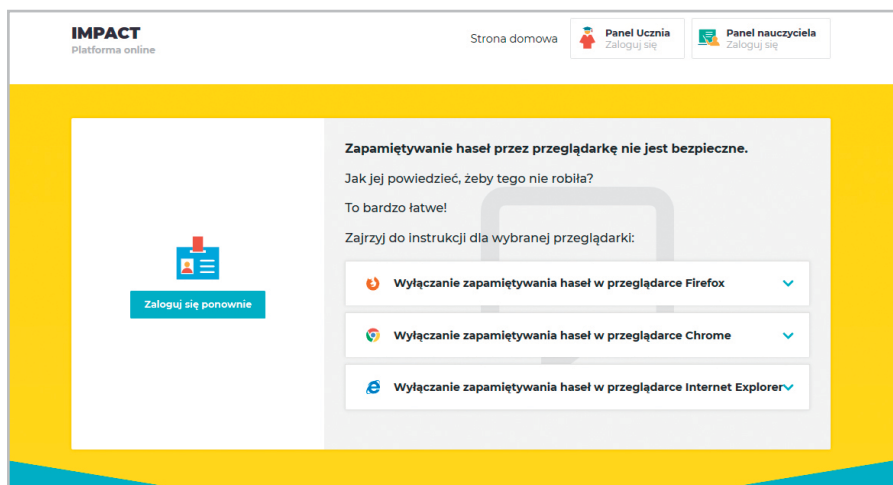 IMPACT
Platforma online
Strona domowa
Panel Ucznia
Zaloguj się
Panel nauczyciela
Zaloguj się
Zapamiętywanie haseł przez przeglądarkę nie jest bezpieczne.
Jak jej powiedzieć, żeby tego nie robiła?
To bardzo łatwe!
Zajrzyj do instrukcji dla wybranej przeglądarki:
Zaloguj się ponownie
Wyłączanie zapamiętywania haseł w przeglądarce Firefox
Wyłączanie zapamiętywania haseł w przeglądarce Chrome
Wyłączanie zapamiętywania haseł w przeglądarce Internet Explorer